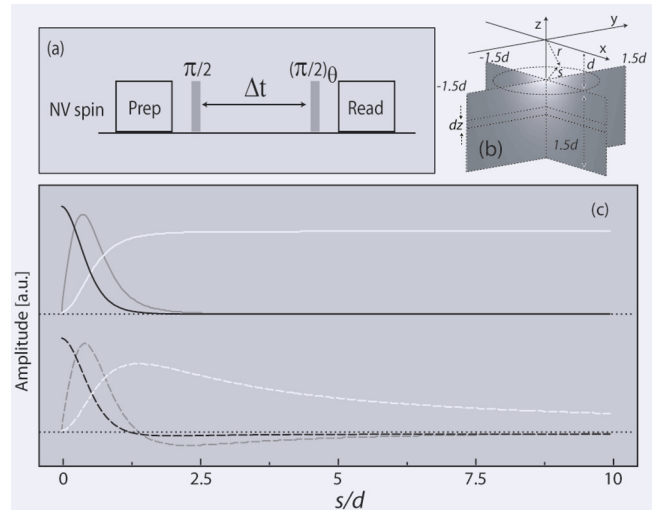 (a)
π/2
(π/2)θ
Δt
NV spin
Prep
Read
(b)
z
y
x
r
s
d
-1.5d
1.5d
-1.5d
dz
1.5d
(c)
Amplitude [a.u.]
0 2.5 5 7.5 10
s/d